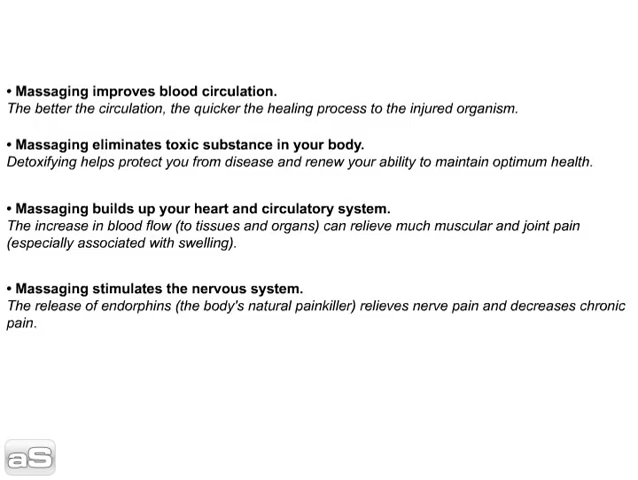 • Massaging improves blood circulation.
The better the circulation, the quicker the healing process to the injured organism.
• Massaging eliminates toxic substance in your body.
Detoxifying helps protect you from disease and renew your ability to maintain optimum health.
• Massaging builds up your heart and circulatory system.
The increase in blood flow (to tissues and organs) can relieve much muscular and joint pain
(especially associated with swelling).
• Massaging stimulates the nervous system.
The release of endorphins (the body's natural painkiller) relieves nerve pain and decreases chronic
pain.
aS